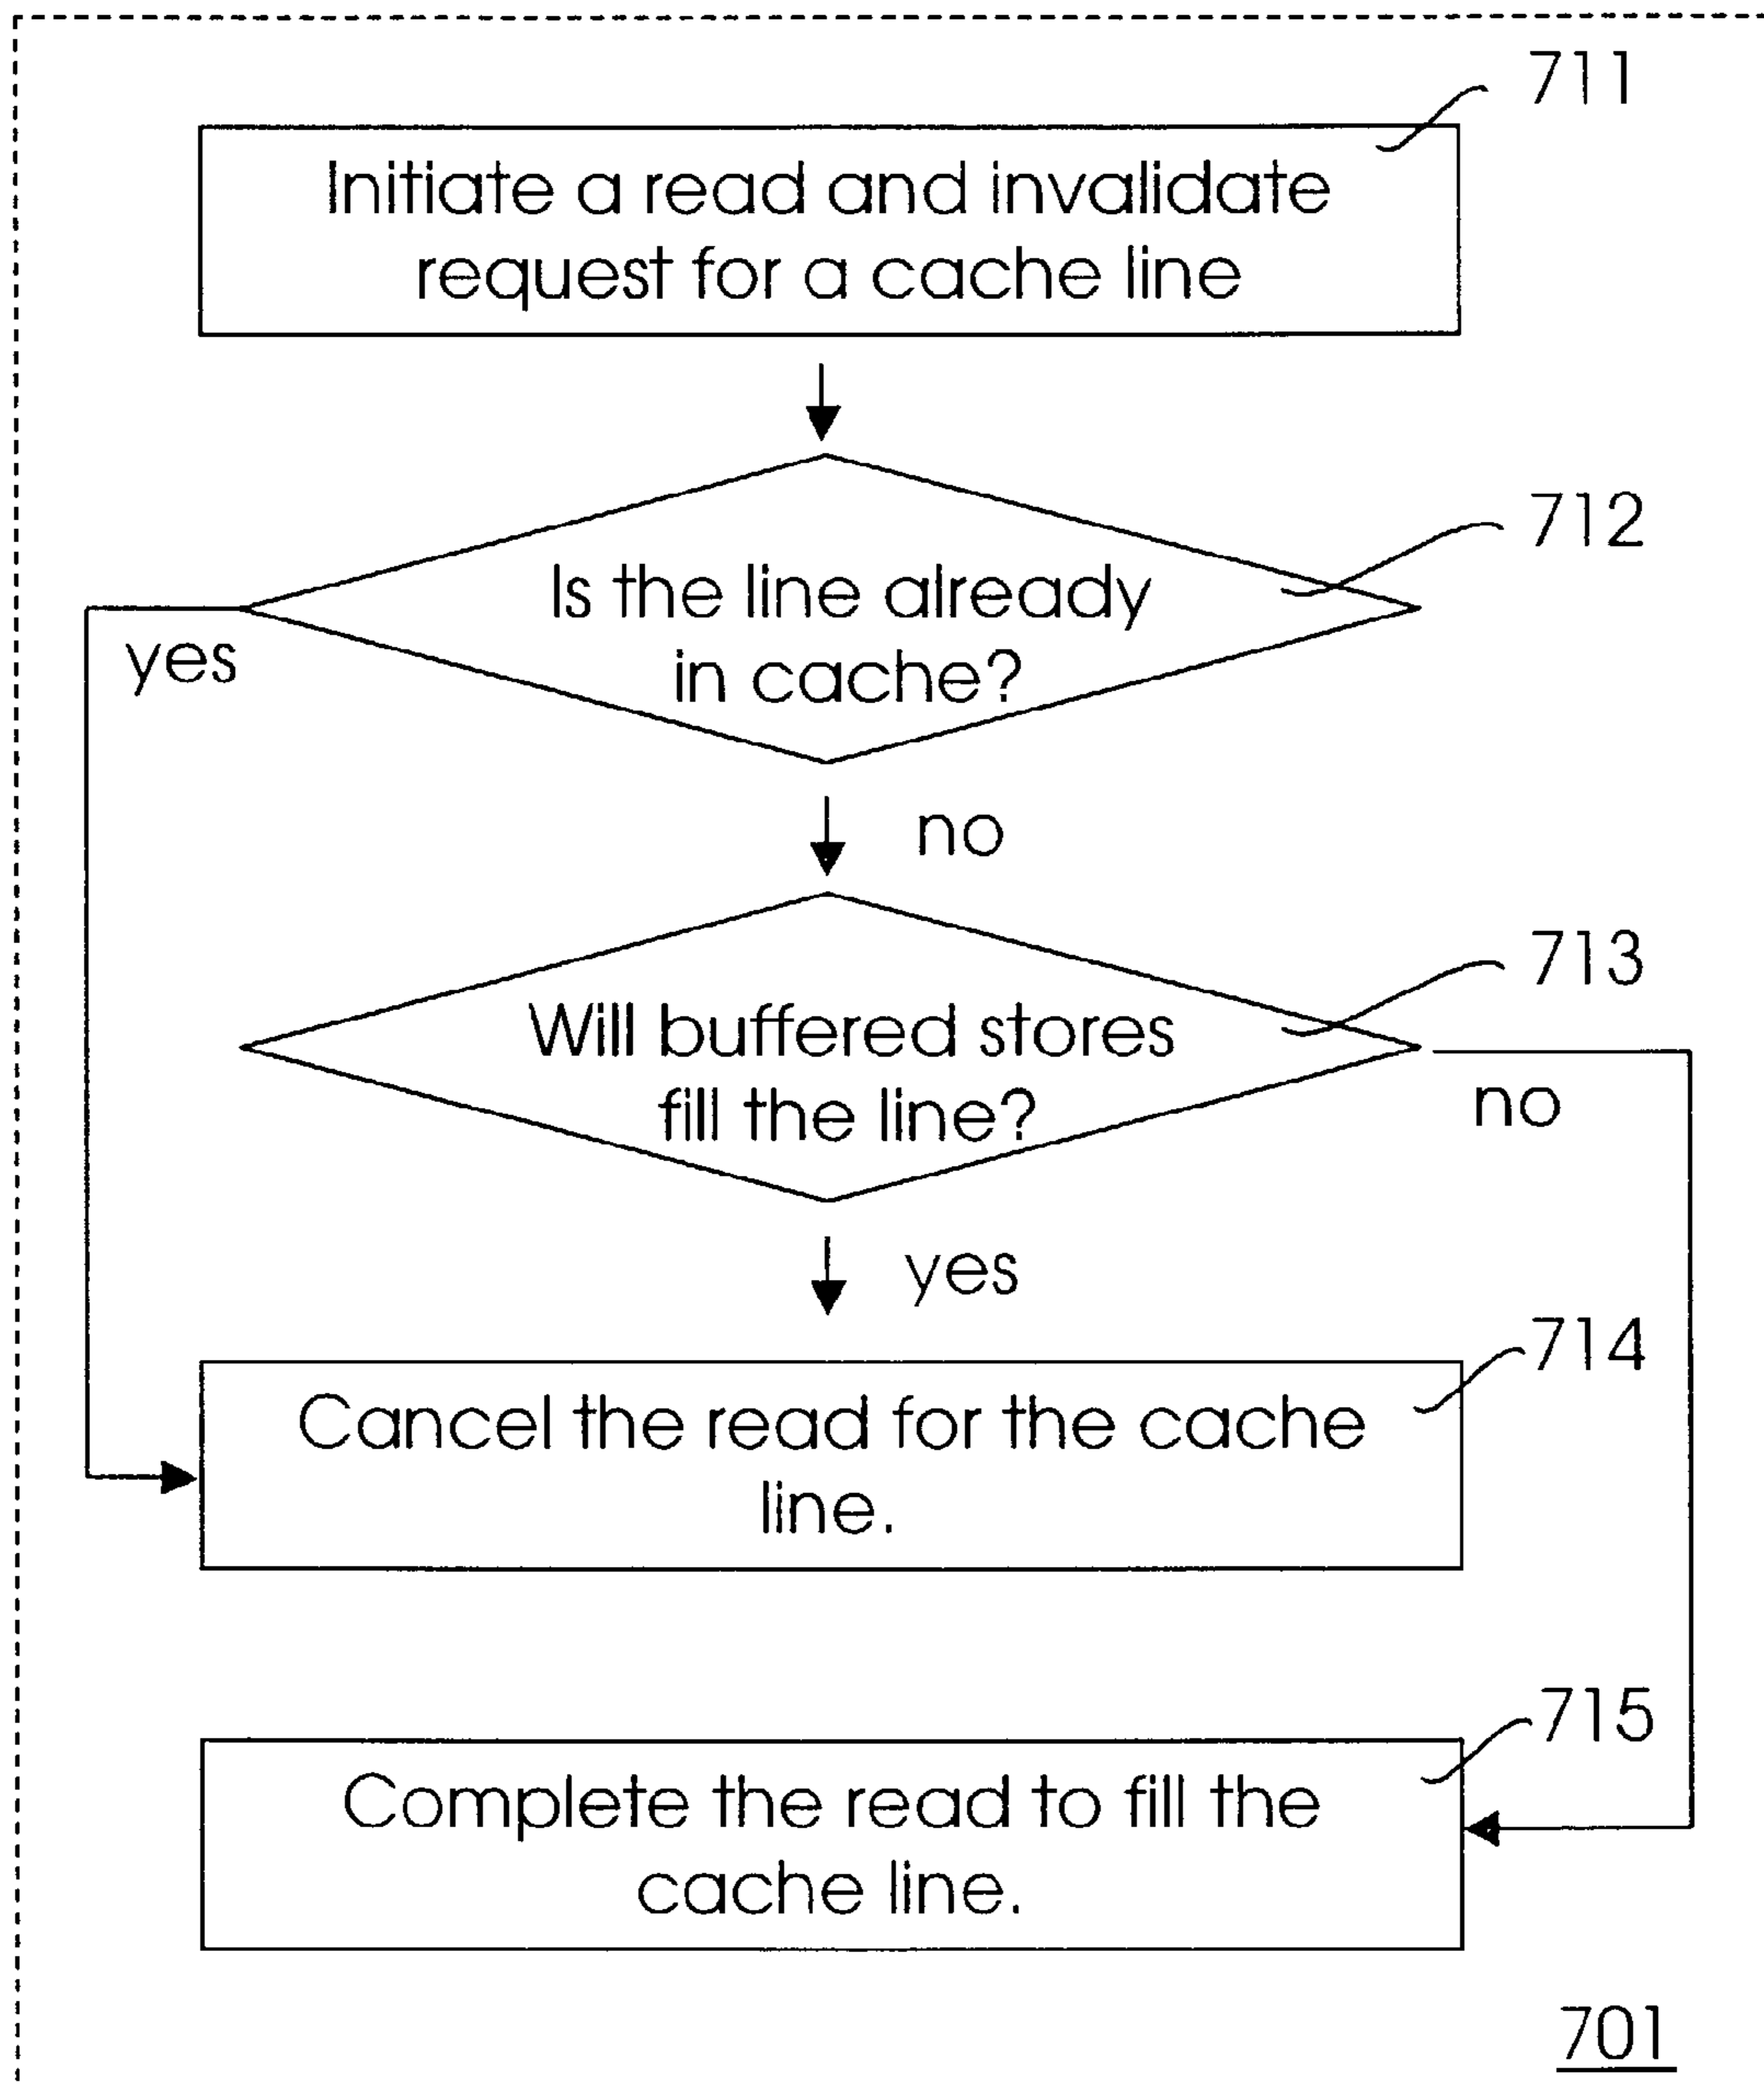 711
Initiate a read and invalidate
request for a cache line
712
Is the line already
in cache?
yes
no
713
Will buffered stores
fill the line?
no
yes
714
Cancel the read for the cache
line.
715
Complete the read to fill the
cache line.
701